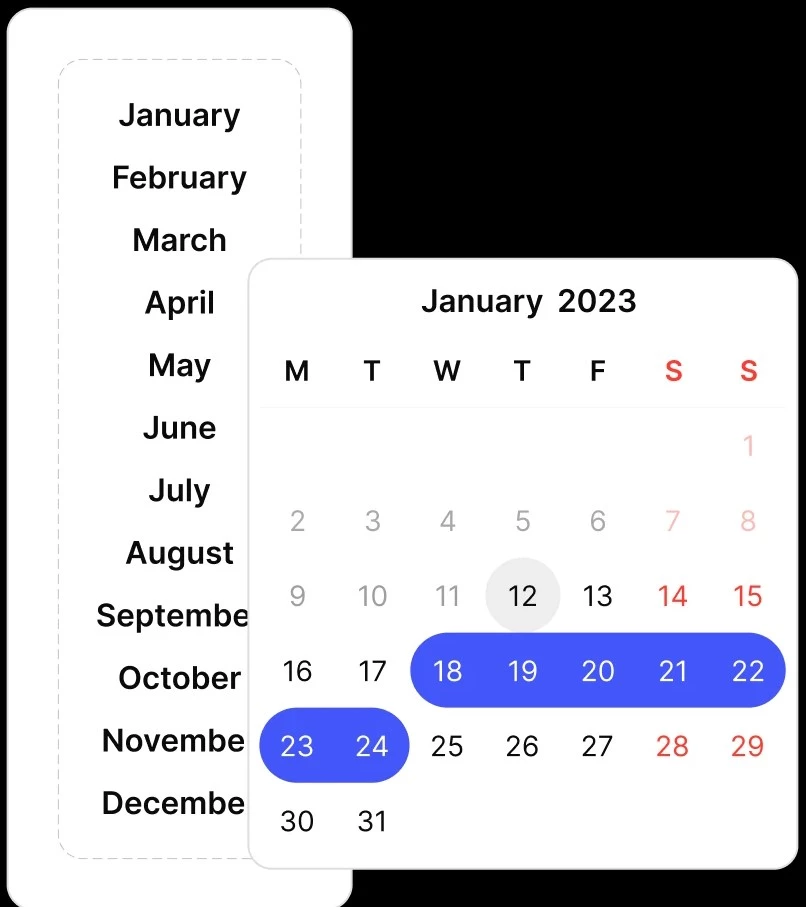 January
February
March
April
May
June
July
August
Septembe
October
Novembe
Decembe
January 2023
M T W T F S S
1
2 3 4 5 6 7 8
9 10 11 12 13 14 15
16 17 18 19 20 21 22
23 24 25 26 27 28 29
30 31